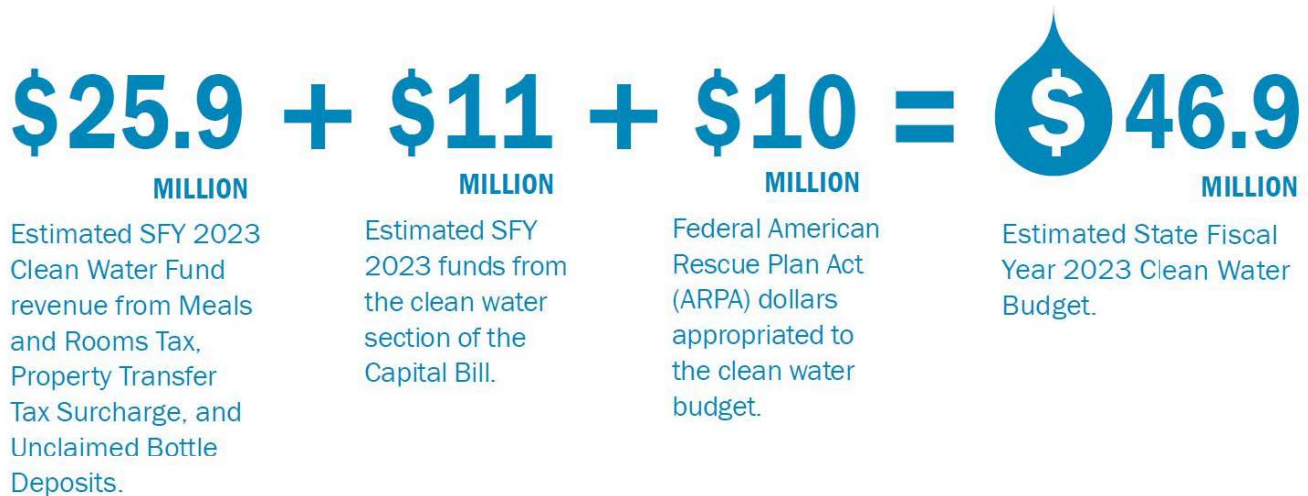 $25.9 + $11 + $10 = $46.9
MILLION MILLION MILLION MILLION
Estimated SFY 2023
Clean Water Fund
revenue from Meals
and Rooms Tax,
Property Transfer
Tax Surcharge, and
Unclaimed Bottle
Deposits.
Estimated SFY
2023 funds from
the clean water
section of the
Capital Bill.
Federal American
Rescue Plan Act
(ARPA) dollars
appropriated to
the clean water
budget.
Estimated State Fiscal
Year 2023 Clean Water
Budget.